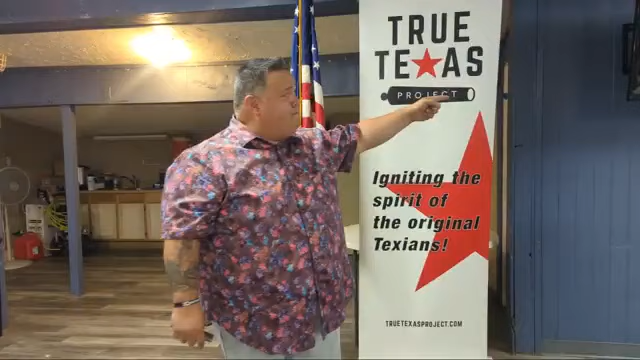 TRUE
TEXAS
PROJECT
Igniting the
spirit of
the original
Texians!
TRUETEXASPROJECT.COM